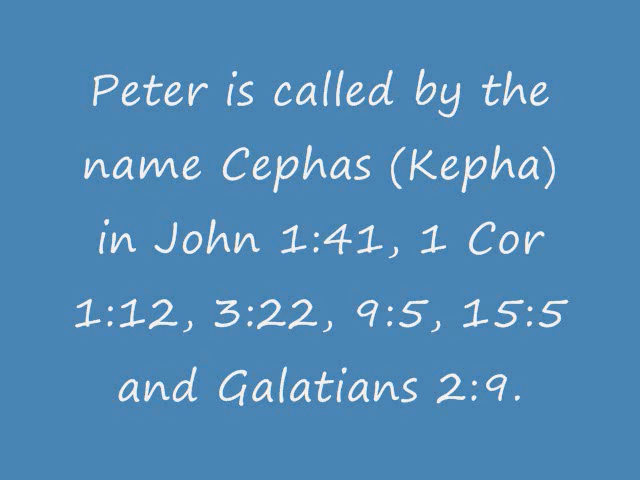 Peter is called by the
name Cephas (Kepha)
in John 1:41, 1 Cor
1:12, 3:22, 9:5, 15:5
and Galatians 2:9.